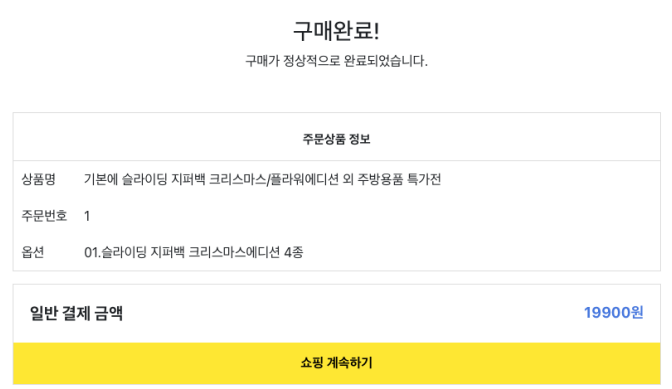 구매완료!
구매가 정상적으로 완료되었습니다.
주문상품 정보
상품명 기본에 슬라이딩 지퍼백 크리스마스/플라워에디션 외 주방용품 특가전
주문번호 1
옵션 01.슬라이딩 지퍼백 크리스마스에디션 4종
일반 결제 금액 19900원
쇼핑 계속하기